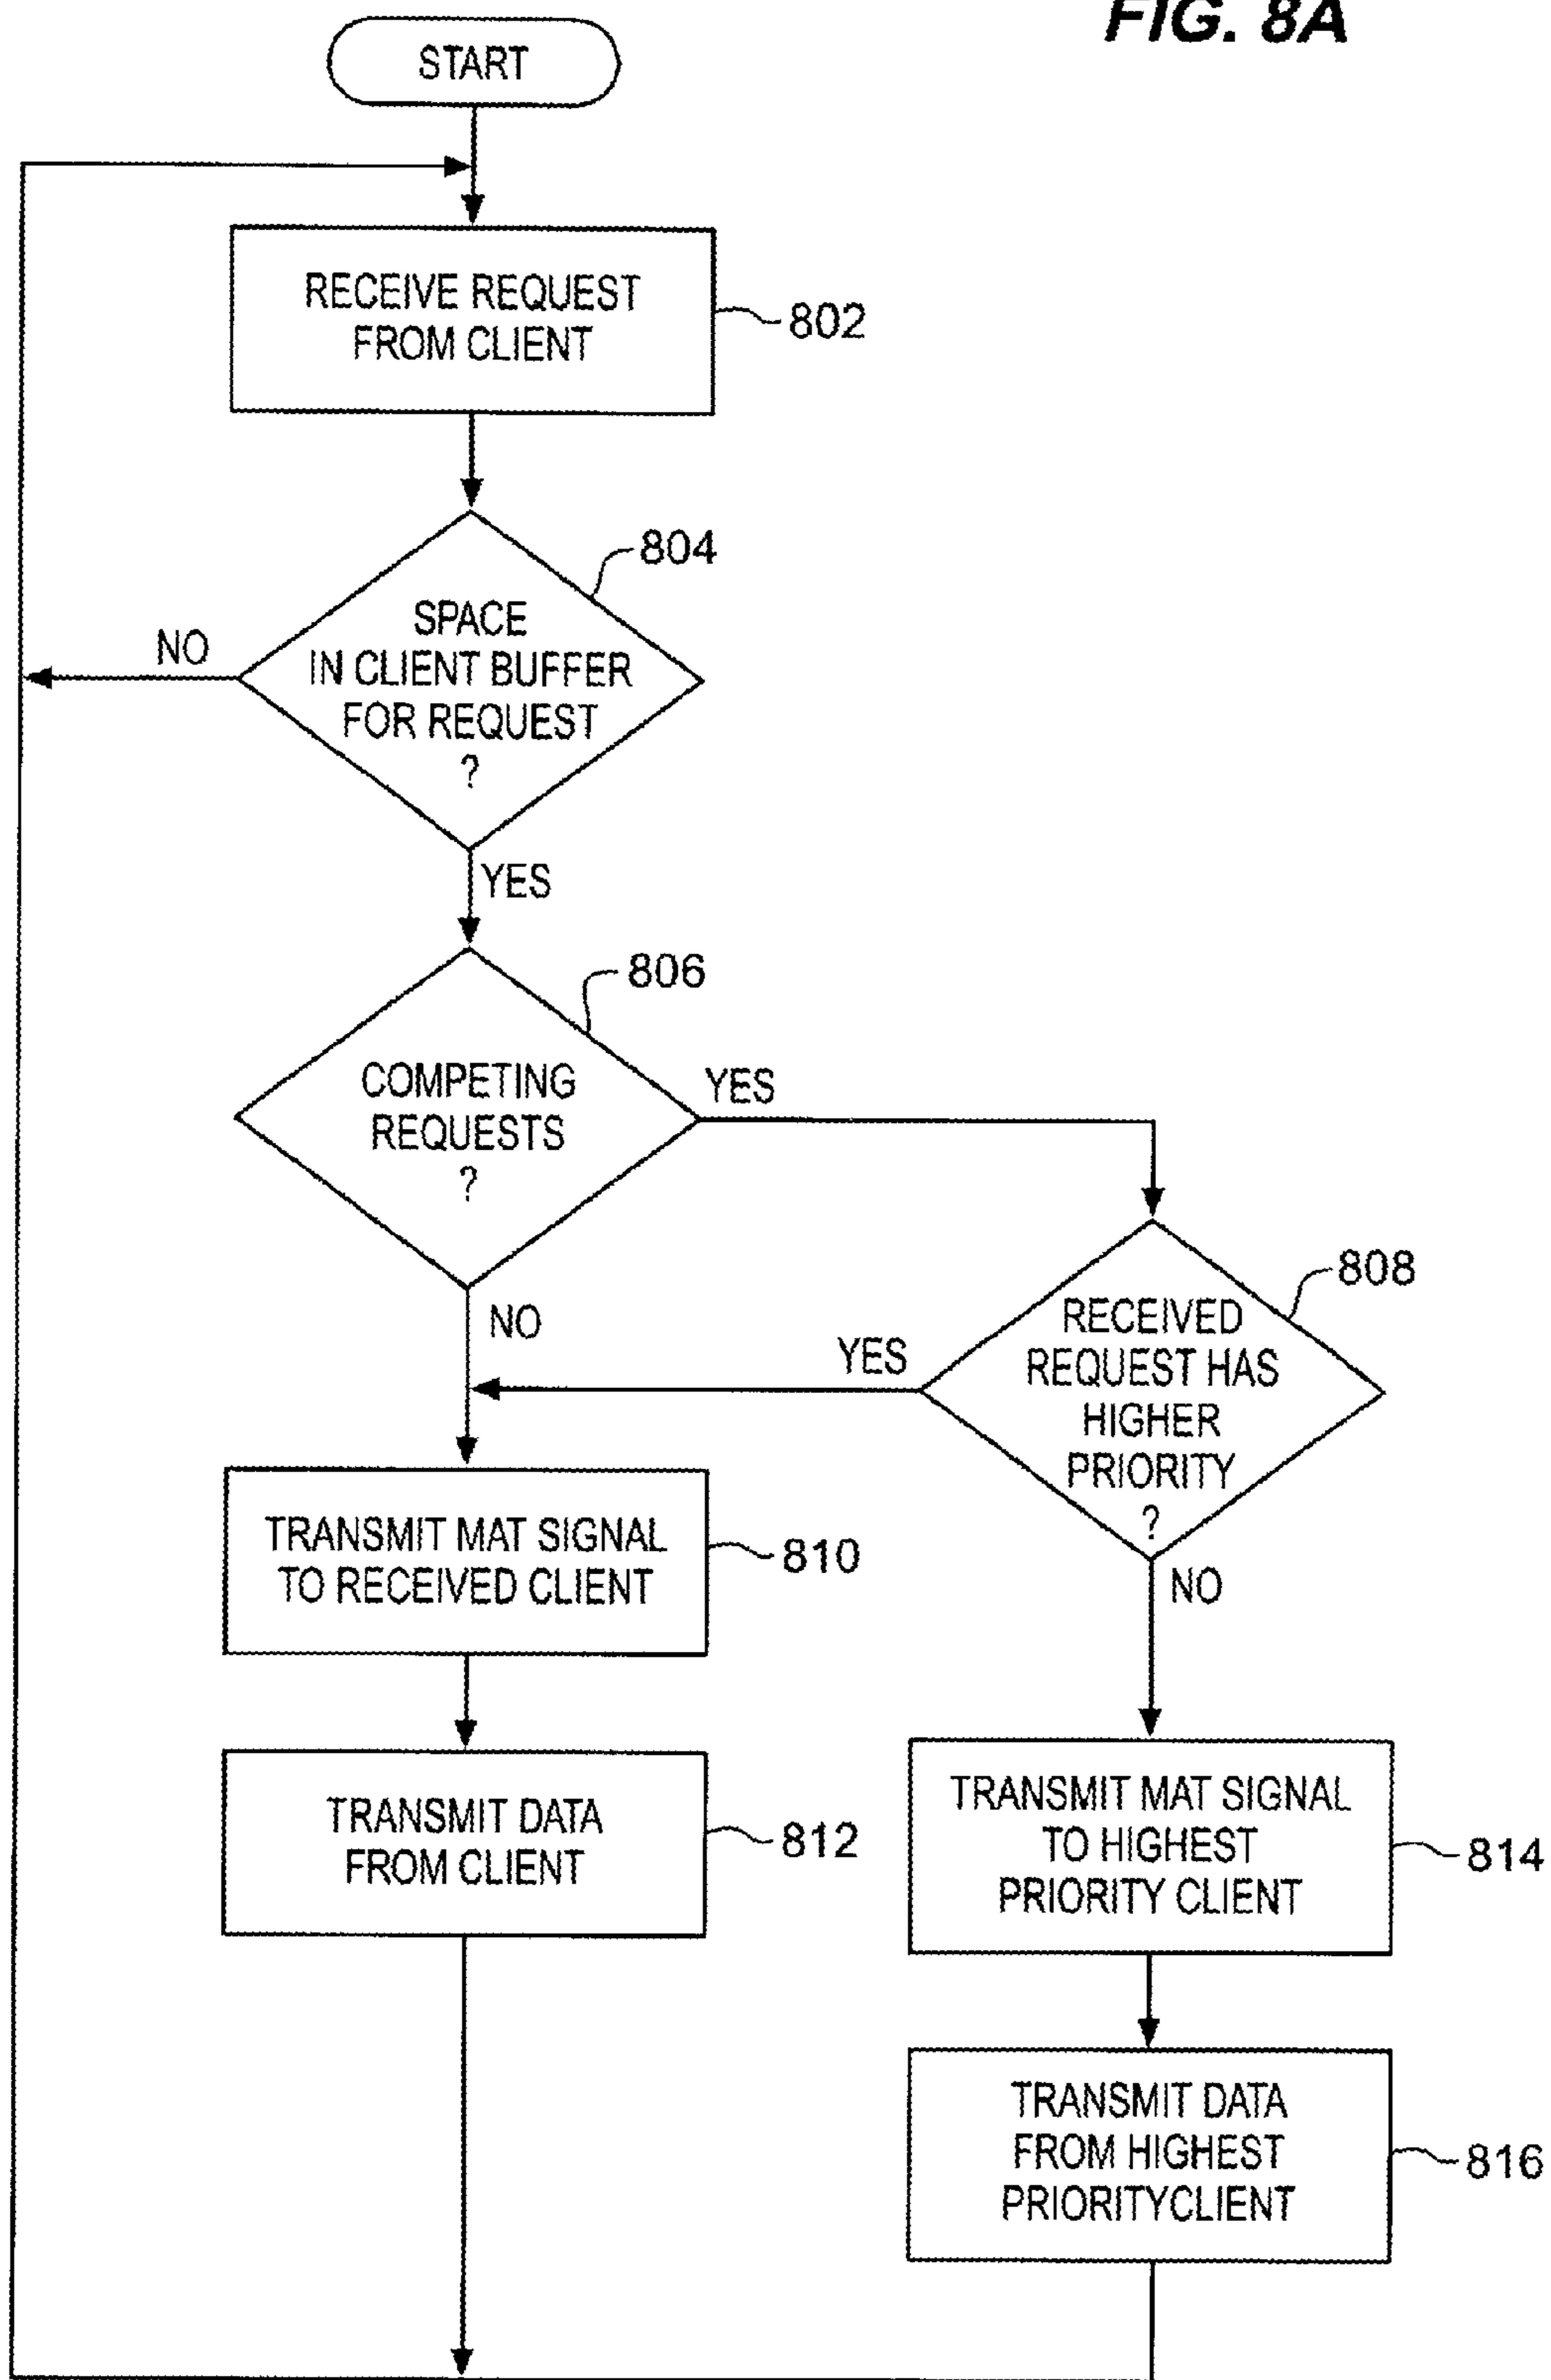 FIG. 8A
START
RECEIVE REQUEST
FROM CLIENT
802
804
SPACE
IN CLIENT BUFFER
FOR REQUEST
?
NO
YES
806
COMPETING
REQUESTS
?
YES
NO
808
RECEIVED
REQUEST HAS
HIGHER
PRIORITY
?
YES
NO
TRANSMIT MAT SIGNAL
TO RECEIVED CLIENT
810
TRANSMIT DATA
FROM CLIENT
812
TRANSMIT MAT SIGNAL
TO HIGHEST
PRIORITY CLIENT
814
TRANSMIT DATA
FROM HIGHEST
PRIORITYCLIENT
816